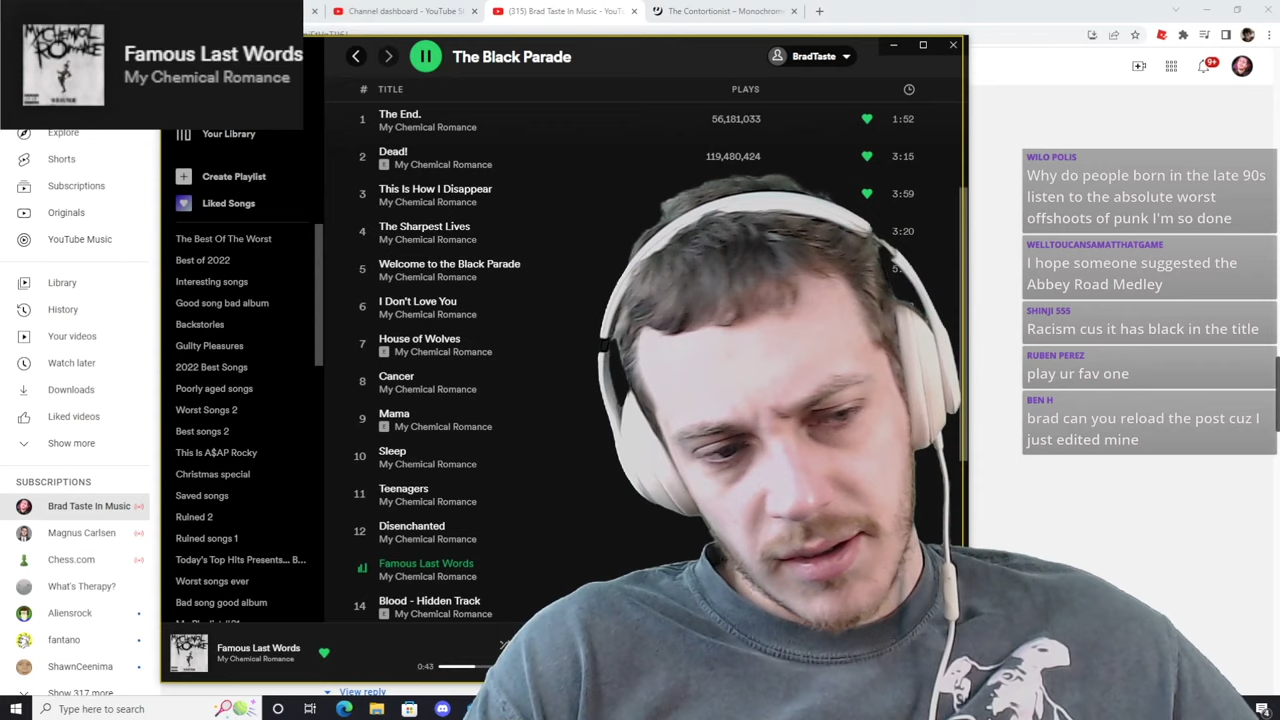 Channel dashboard - YouTube St
(315) Brad Taste In Music - YouTu
The Contortionist – Monochrom
Famous Last Words
My Chemical Romance
9+
The Black Parade
BradTaste
# TITLE PLAYS
Explore
Shorts
Subscriptions
Originals
YouTube Music
Library
History
Your videos
Watch later
Downloads
Liked videos
Show more
SUBSCRIPTIONS
Brad Taste In Music
Magnus Carlsen
Chess.com
What's Therapy?
Aliensrock
fantano
ShawnCeenima
Show 317 more
Your Library
Create Playlist
Liked Songs
The Best Of The Worst
Best of 2022
Interesting songs
Good song bad album
Backstories
Guilty Pleasures
2022 Best Songs
Poorly aged songs
Worst Songs 2
Best songs 2
This Is A$AP Rocky
Christmas special
Saved songs
Ruined 2
Ruined songs 1
Today's Top Hits Presents... B...
Worst songs ever
Bad song good album
1 The End. 56,181,033 1:52
My Chemical Romance
2 Dead! 119,480,424 3:15
E My Chemical Romance
3 This Is How I Disappear 3:59
My Chemical Romance
4 The Sharpest Lives 3:20
My Chemical Romance
5 Welcome to the Black Parade
My Chemical Romance
6 I Don't Love You
My Chemical Romance
7 House of Wolves
E My Chemical Romance
8 Cancer
My Chemical Romance
9 Mama
E My Chemical Romance
10 Sleep
My Chemical Romance
11 Teenagers
My Chemical Romance
12 Disenchanted
My Chemical Romance
Famous Last Words
My Chemical Romance
14 Blood - Hidden Track
E My Chemical Romance
Famous Last Words
My Chemical Romance
0:43
View reply
WILO POLIS
Why do people born in the late 90s
listen to the absolute worst
offshoots of punk I'm so done
WELLTOUCANSAMATTHATGAME
I hope someone suggested the
Abbey Road Medley
SHINJI 555
Racism cus it has black in the title
RUBEN PEREZ
play ur fav one
BEN H
brad can you reload the post cuz I
just edited mine
Type here to search